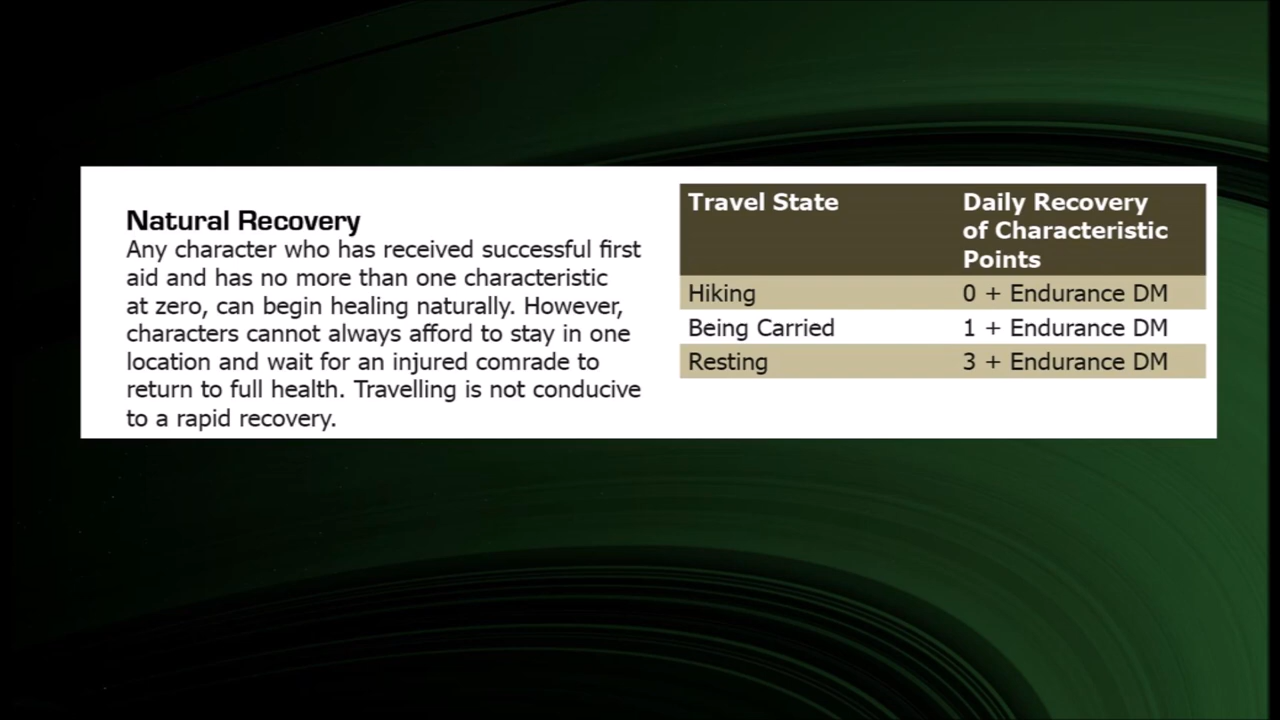 Natural Recovery
Any character who has received successful first
aid and has no more than one characteristic
at zero, can begin healing naturally. However,
characters cannot always afford to stay in one
location and wait for an injured comrade to
return to full health. Travelling is not conducive
to a rapid recovery.
Travel State
Daily Recovery
of Characteristic
Points
Hiking 0 + Endurance DM
Being Carried 1 + Endurance DM
Resting 3 + Endurance DM